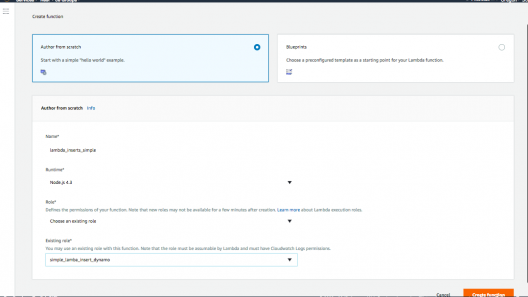 Create function
Author from scratch
Start with a simple "hello world" example.
Blueprints
Choose a preconfigured template as a starting point for your Lambda function.
Author from scratch Info
Name*
lambda_inserts_simple
Runtime*
Node.js 4.3
Role*
Defines the permissions of your function. Note that new roles may not be available for a few minutes after creation. Learn more about Lambda execution roles.
Choose an existing role
Existing role*
You may use an existing role with this function. Note that the role must be assumable by Lambda and must have Cloudwatch Logs permissions.
simple_lamba_insert_dynamo
Cancel
Create function